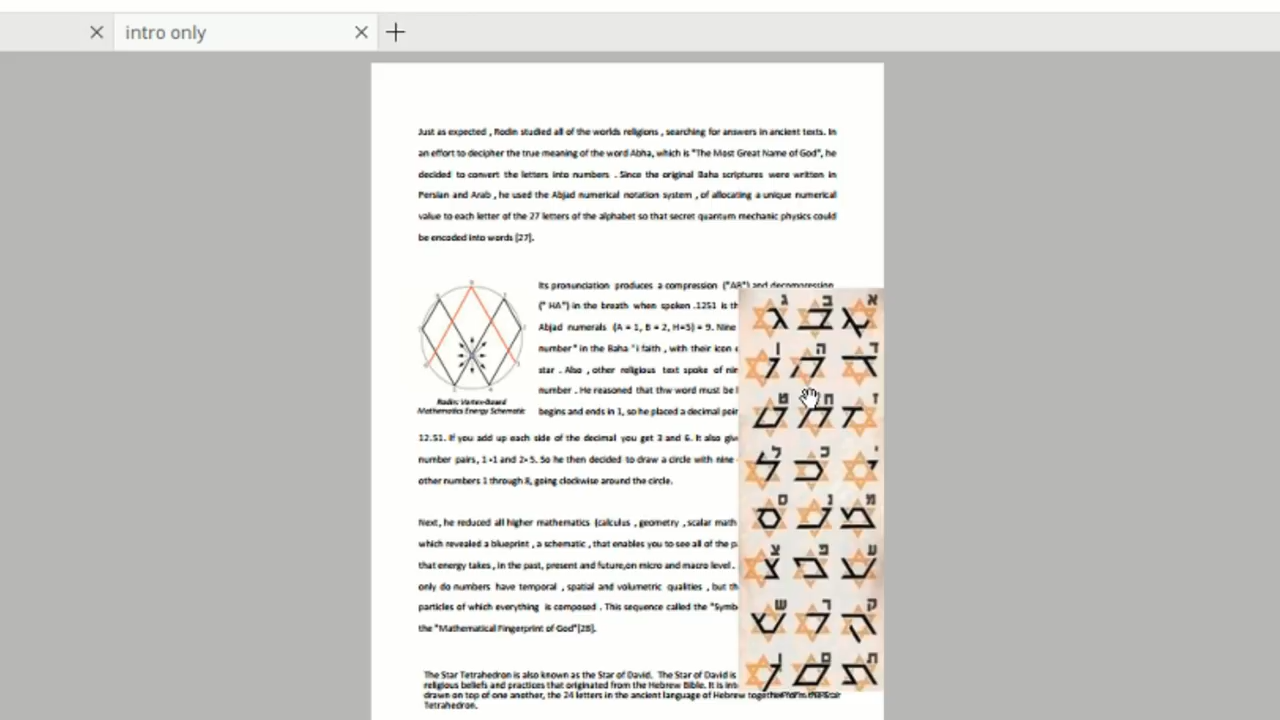 intro only
Just as expected , Rodin studied all of the worlds religions , searching for answers in ancient texts. In
an effort to decipher the true meaning of the word Abha, which is "The Most Great Name of God", he
decided to convert the letters into numbers . Since the original Baha scriptures were written in
Persian and Arab , he used the Abjad numerical notation system , of allocating a unique numerical
value to each letter of the 27 letters of the alphabet so that secret quantum mechanic physics could
be encoded into words [27].
Its pronunciation produces a compression ("AB") and decompression
(" HA") in the breath when spoken .1251 is th
Abjad numerals (A = 1, B = 2, H=5) = 9. Nine
number" in the Baha "i faith , with their icon
star . Also , other religious text spoke of nin
number . He reasoned that thw word must be
begins and ends in 1, so he placed a decimal poin
Rodin: Vortex-Based
Mathematics Energy Schematic
12.51. If you add up each side of the decimal you get 3 and 6. It also give
number pairs, 1+1 and 2+5. So he then decided to draw a circle with nine
other numbers 1 through 8, going clockwise around the circle.
Next, he reduced all higher mathematics (calculus , geometry , scalar math
which revealed a blueprint , a schematic , that enables you to see all of the pa
that energy takes , in the past, present and future,on micro and macro level .
only do numbers have temporal , spatial and volumetric qualities , but th
particles of which everything is composed . This sequence called the "Symb
the "Mathematical Fingerprint of God"[28].
ג ב א
ו ה ד
ט ח ז
ל כ י
ס נ מ
צ פ ע
ש ר ק
ן ם ת
The Star Tetrahedron is also known as the Star of David. The Star of David is
religious beliefs and practices that originated from the Hebrew Bible. It is
drawn on top of one another, the 24 letters in the ancient language of Hebrew together
Tetrahedron.